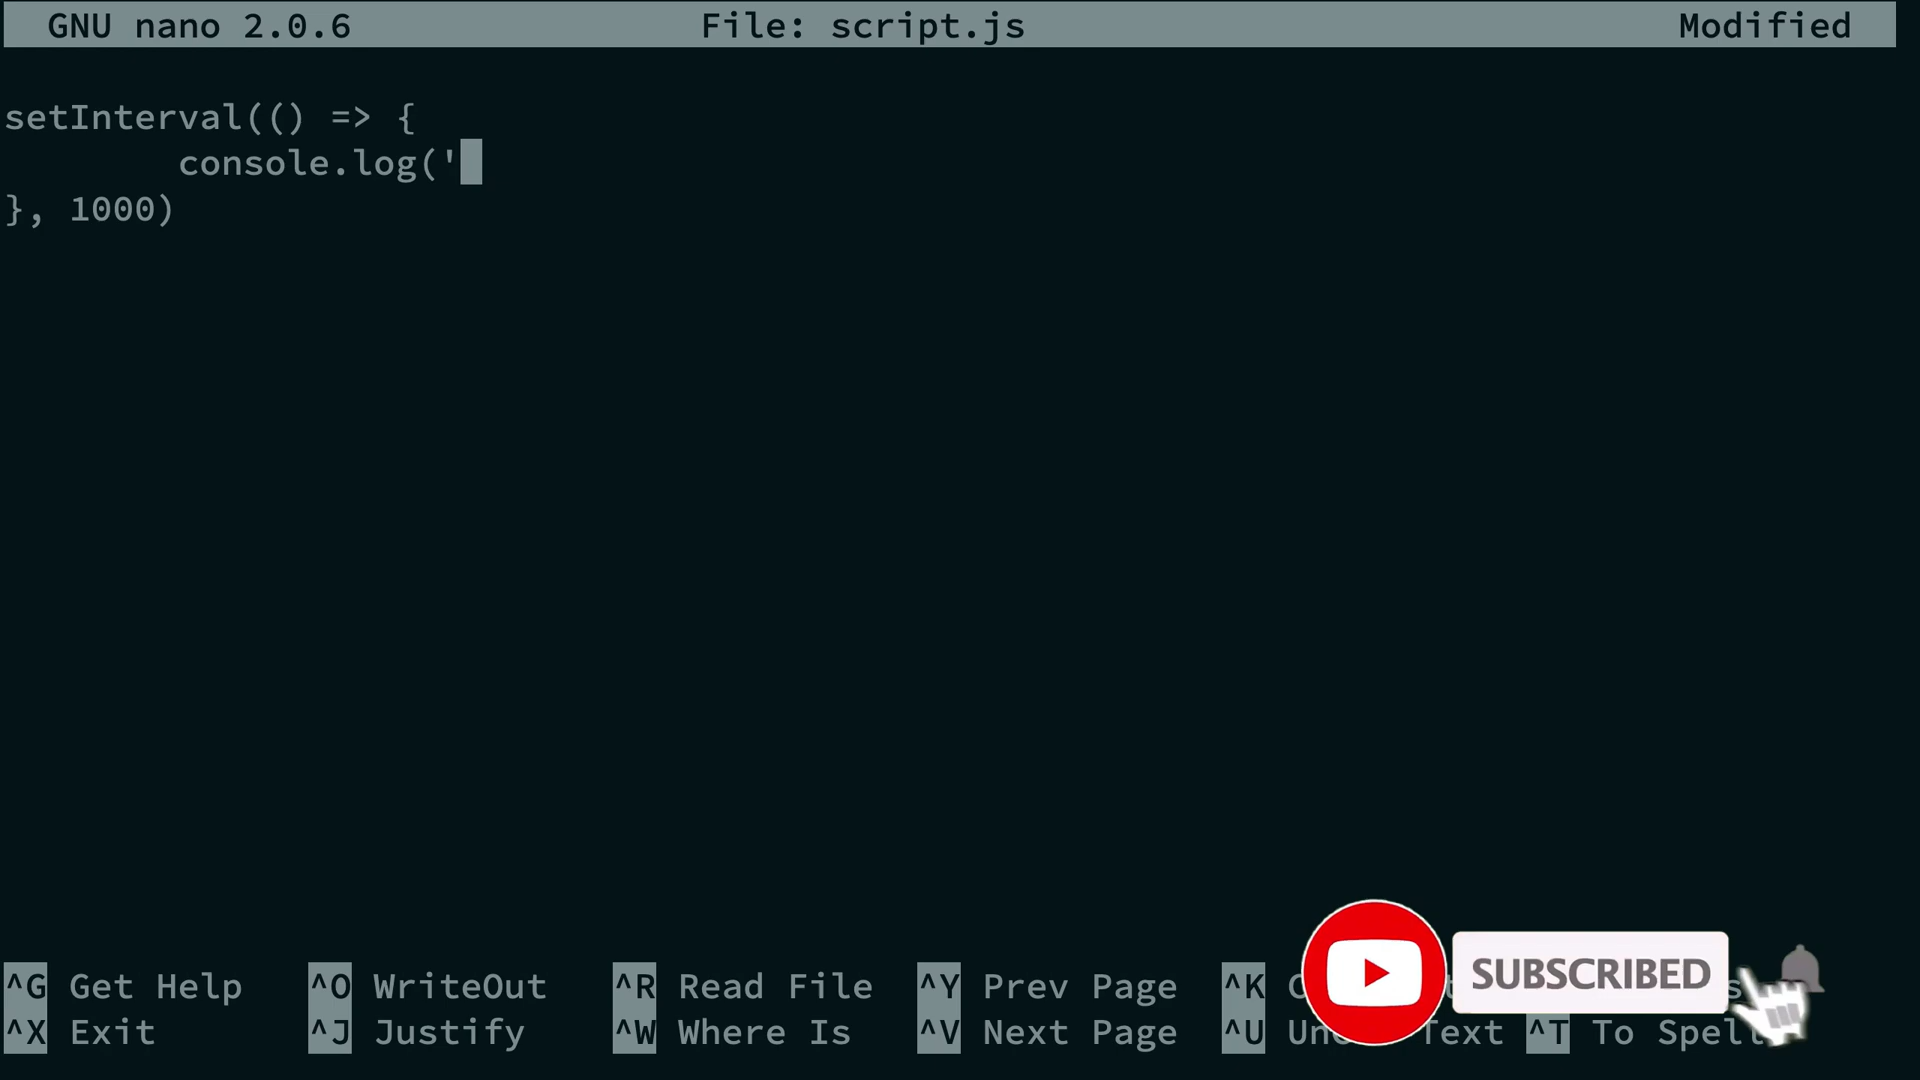 GNU nano 2.0.6 File: script.js Modified
setInterval(() => {
        console.log('
}, 1000)
^G Get Help ^O WriteOut ^R Read File ^Y Prev Page ^K
^X Exit ^J Justify ^W Where Is ^V Next Page ^U Text ^T To Spell
SUBSCRIBED